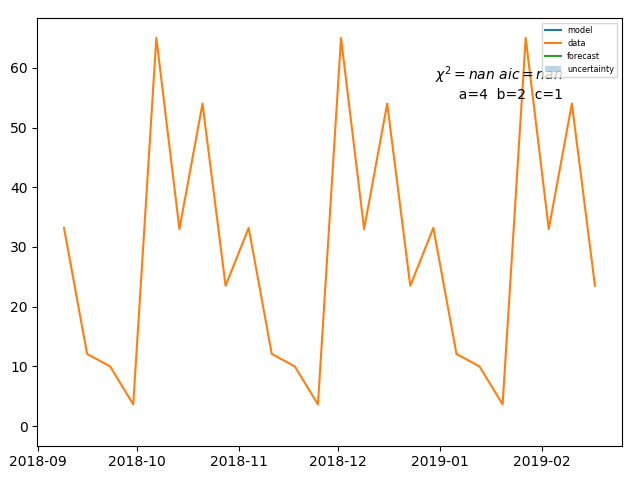 model
data
forecast
uncertainty
χ² = nan aic = nan
a=4 b=2 c=1
60
50
40
30
20
10
0
2018-09 2018-10 2018-11 2018-12 2019-01 2019-02